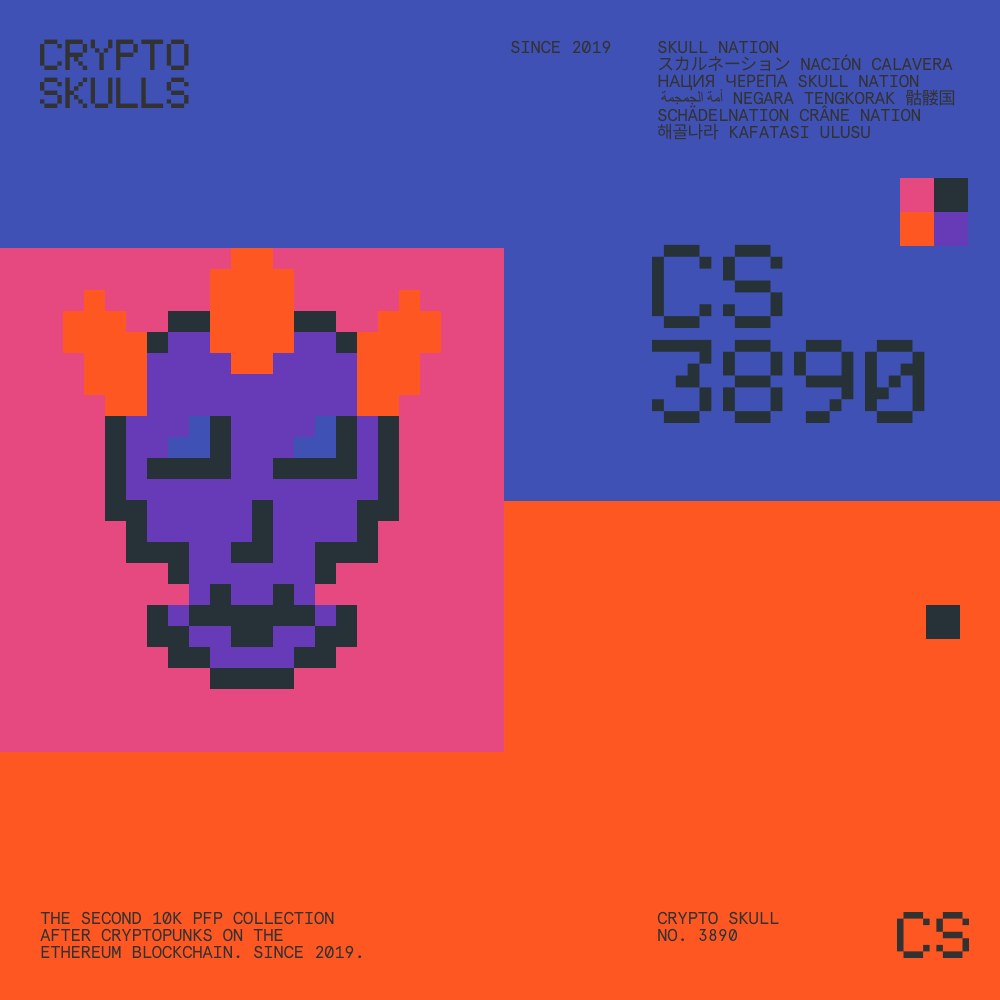 CRYPTO
SKULLS
SINCE 2019
SKULL NATION
スカルネーション NACIÓN CALAVERA
НАЦИЯ ЧЕРЕПА SKULL NATION
أمة الجمجمة NEGARA TENGKORAK 骷髅国
SCHÄDELNATION CRÂNE NATION
해골나라 KAFATASI ULUSU
CS
3890
THE SECOND 10K PFP COLLECTION
AFTER CRYPTOPUNKS ON THE
ETHEREUM BLOCKCHAIN. SINCE 2019.
CRYPTO SKULL
NO. 3890
CS